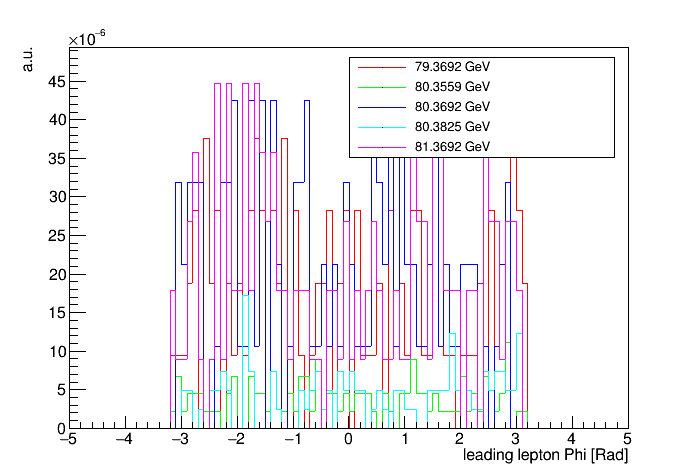 ×10⁻⁶
a.u.
79.3692 GeV
80.3559 GeV
80.3692 GeV
80.3825 GeV
81.3692 GeV
45
40
35
30
25
20
15
10
5
0
−5 −4 −3 −2 −1 0 1 2 3 4 5
leading lepton Phi [Rad]